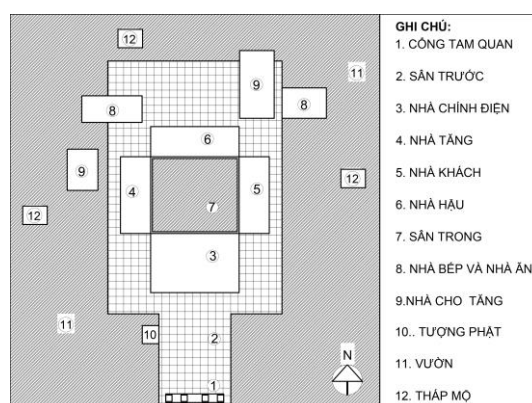 12
11
9
8
8
6
9
4
5
12
7
12
3
11
10
2
1
N
GHI CHÚ:
1. CỔNG TAM QUAN
2. SÂN TRƯỚC
3. NHÀ CHÍNH ĐIỆN
4. NHÀ TĂNG
5. NHÀ KHÁCH
6. NHÀ HẬU
7. SÂN TRONG
8. NHÀ BẾP VÀ NHÀ ĂN
9.NHÀ CHO TĂNG
10.. TƯỢNG PHẬT
11. VƯỜN
12. THÁP MỘ